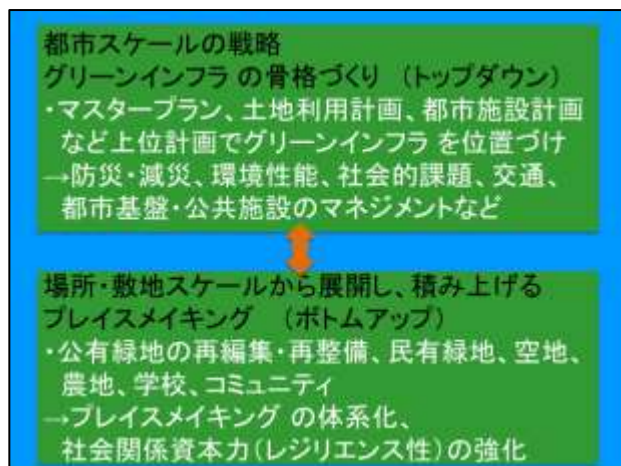 都市スケールの戦略
グリーンインフラ の骨格づくり （トップダウン）
・マスタープラン、土地利用計画、都市施設計画
など上位計画でグリーンインフラ を位置づけ
→防災・減災、環境性能、社会的課題、交通、
都市基盤・公共施設のマネジメントなど
場所・敷地スケールから展開し、積み上げる
プレイスメイキング （ボトムアップ）
・公有緑地の再編集・再整備、民有緑地、空地、
農地、学校、コミュニティ
→プレイスメイキング の体系化、
社会関係資本力（レジリエンス性）の強化